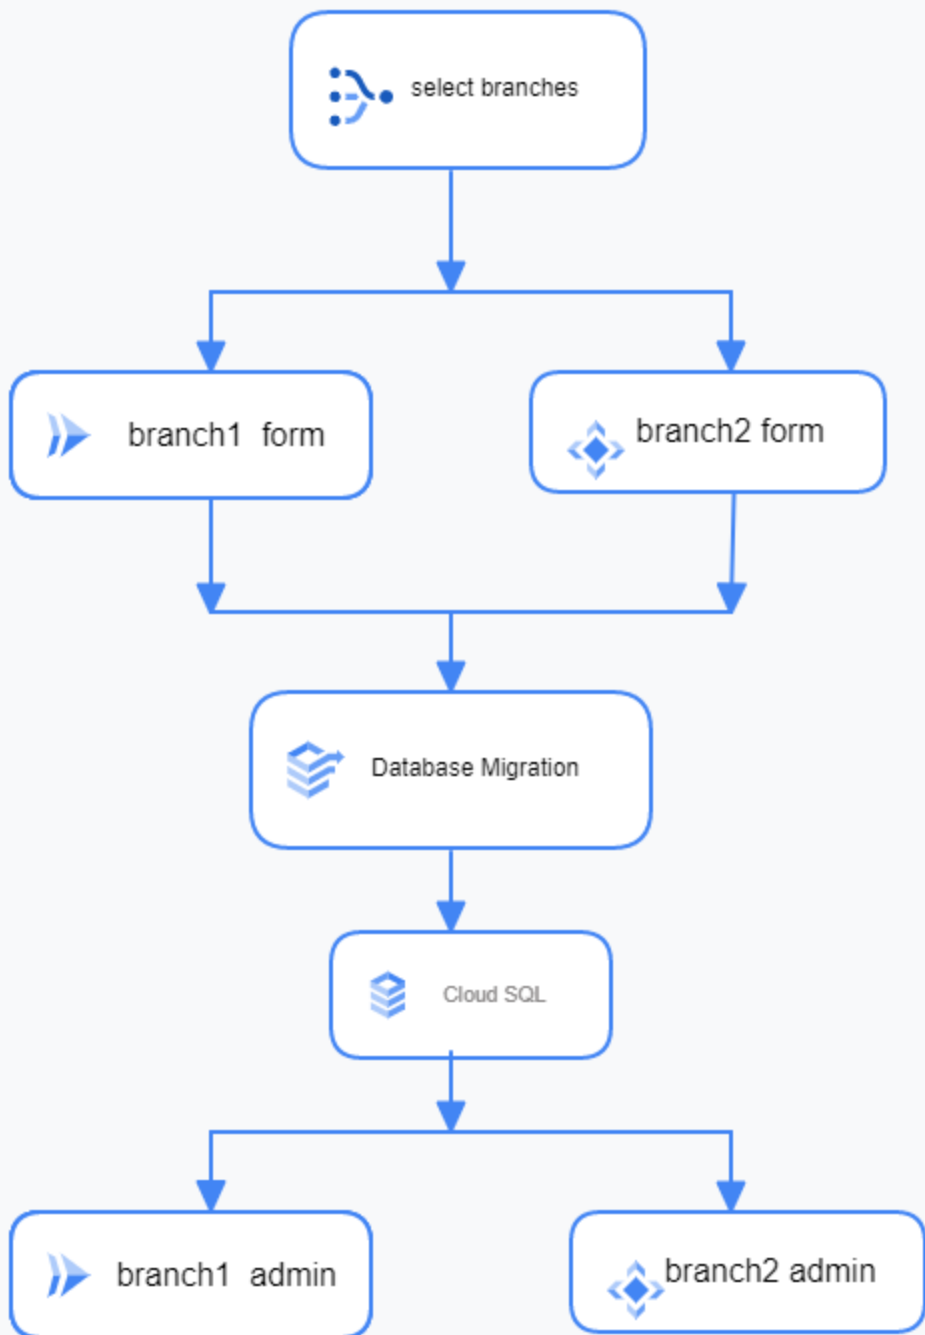 select branches
branch1 form
branch2 form
Database Migration
Cloud SQL
branch1 admin
branch2 admin